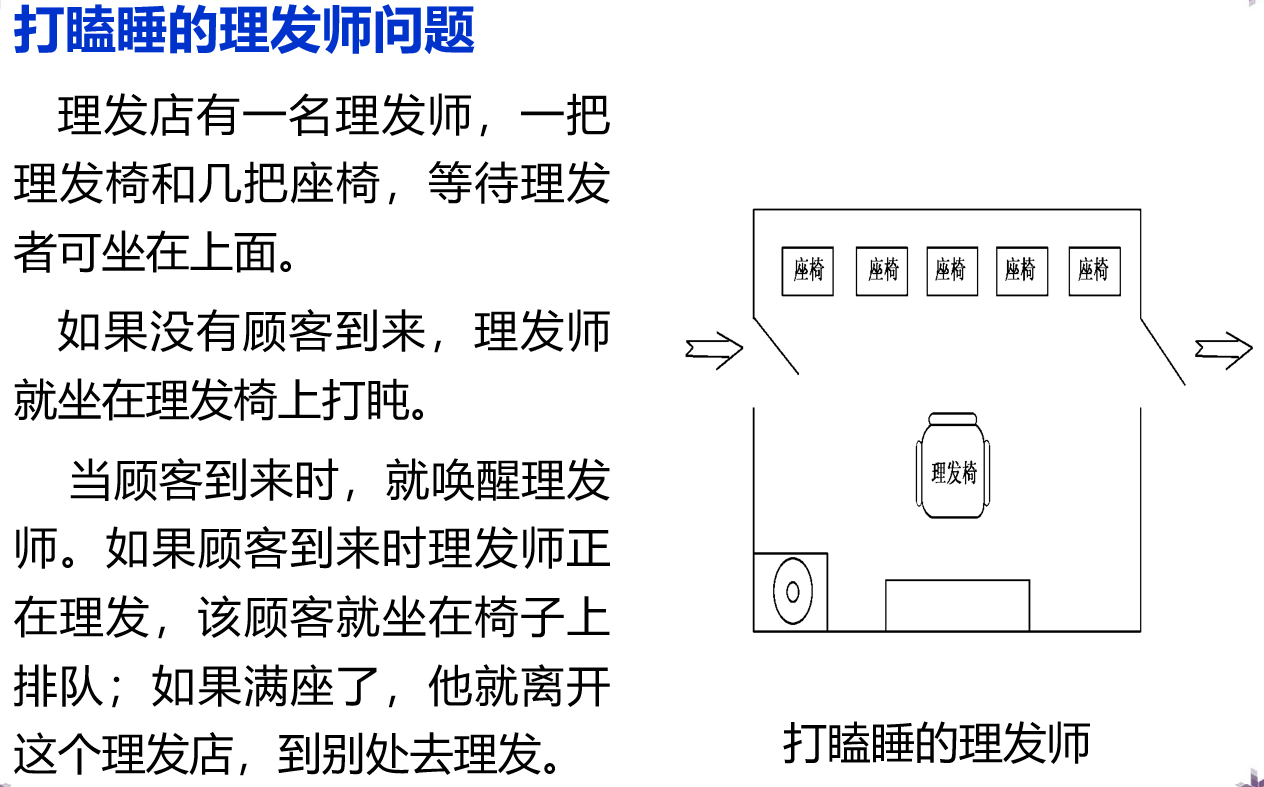 打瞌睡的理发师问题
理发店有一名理发师，一把
理发椅和几把座椅，等待理发
者可坐在上面。
如果没有顾客到来，理发师
就坐在理发椅上打盹。
当顾客到来时，就唤醒理发
师。如果顾客到来时理发师正
在理发，该顾客就坐在椅子上
排队；如果满座了，他就离开
这个理发店，到别处去理发。
座椅 座椅 座椅 座椅 座椅
理发椅
打瞌睡的理发师